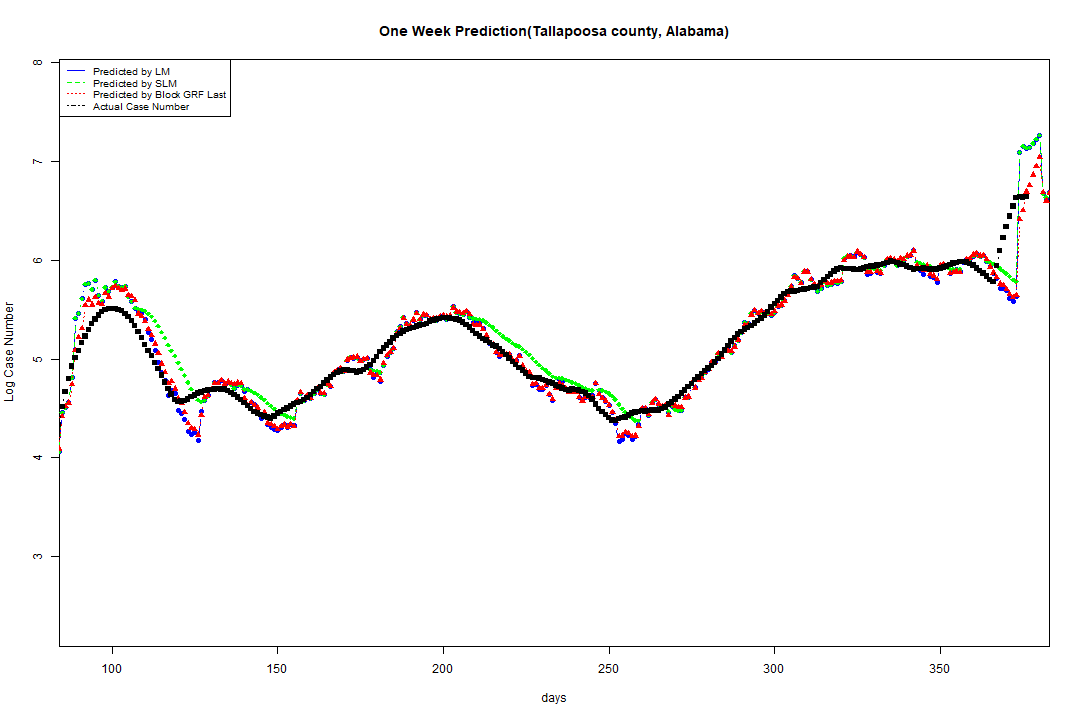 One Week Prediction(Tallapoosa county, Alabama)
Predicted by LM
Predicted by SLM
Predicted by Block GRF Last
Actual Case Number
8
7
6
5
4
3
Log Case Number
100 150 200 250 300 350
days